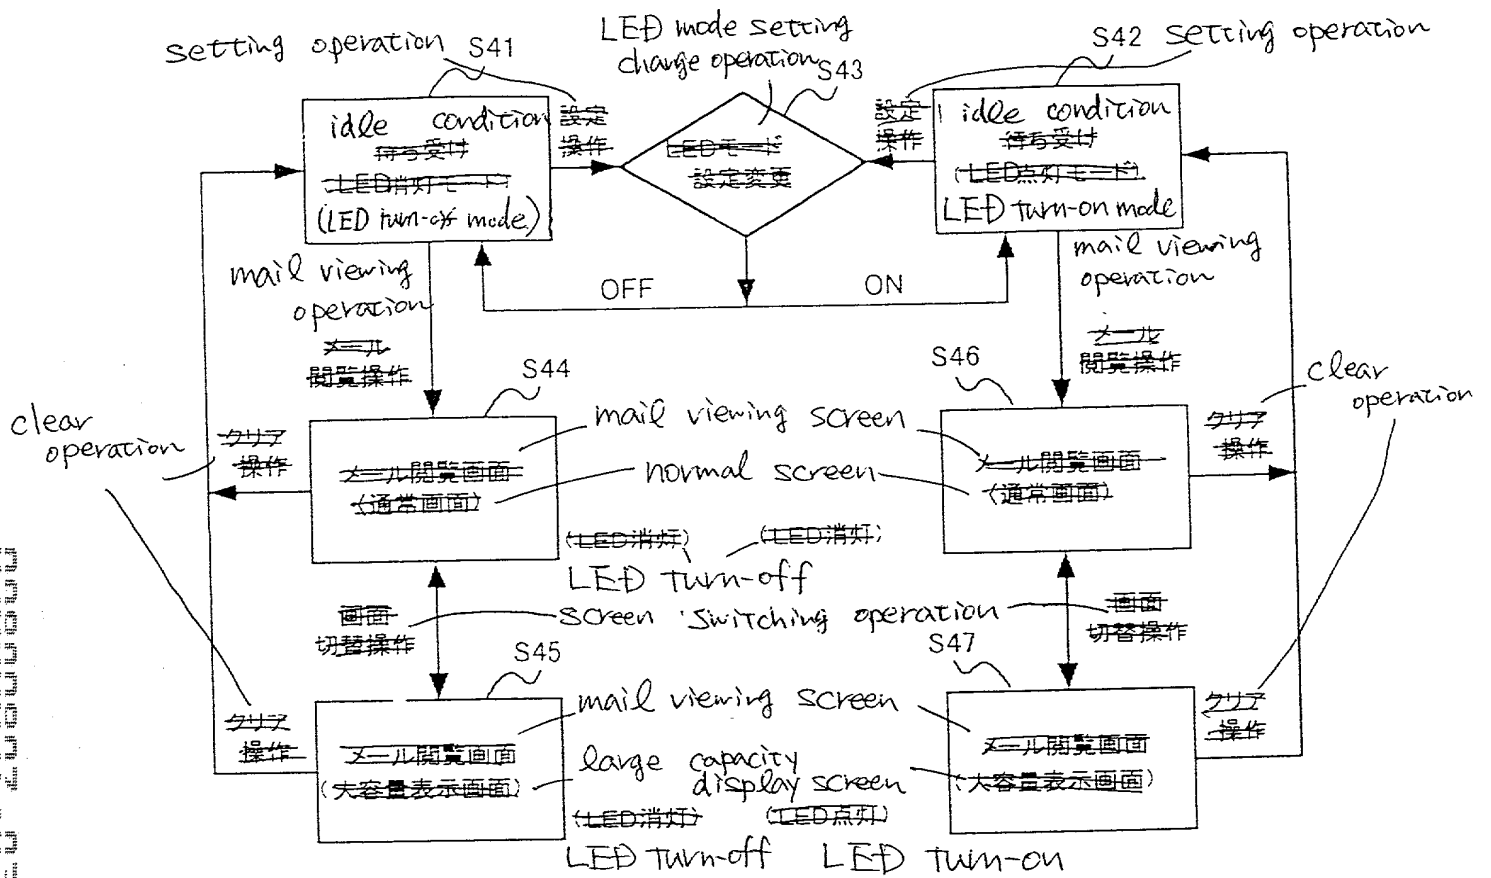 LED mode setting
change operation
setting operation
S41
S43
S42
setting operation
設定
操作
設定
操作
idle condition
待ち受け
(LED消灯モード)
(LED turn-off mode)
LEDモード
設定変更
idle condition
待ち受け
(LED点灯モード)
LED turn-on mode
mail viewing
operation
メール
閲覧操作
OFF
ON
mail viewing
operation
メール
閲覧操作
S44
S46
clear
operation
clear
operation
クリア
操作
クリア
操作
mail viewing screen
メール閲覧画面
(通常画面)
normal screen
メール閲覧画面
(通常画面)
(LED消灯)
(LED消灯)
LED turn-off
画面
切替操作
screen switching operation
画面
切替操作
S45
S47
クリア
操作
クリア
操作
mail viewing screen
メール閲覧画面
(大容量表示画面)
large capacity
display screen
メール閲覧画面
(大容量表示画面)
(LED消灯)
(LED点灯)
LED turn-off
LED turn-on